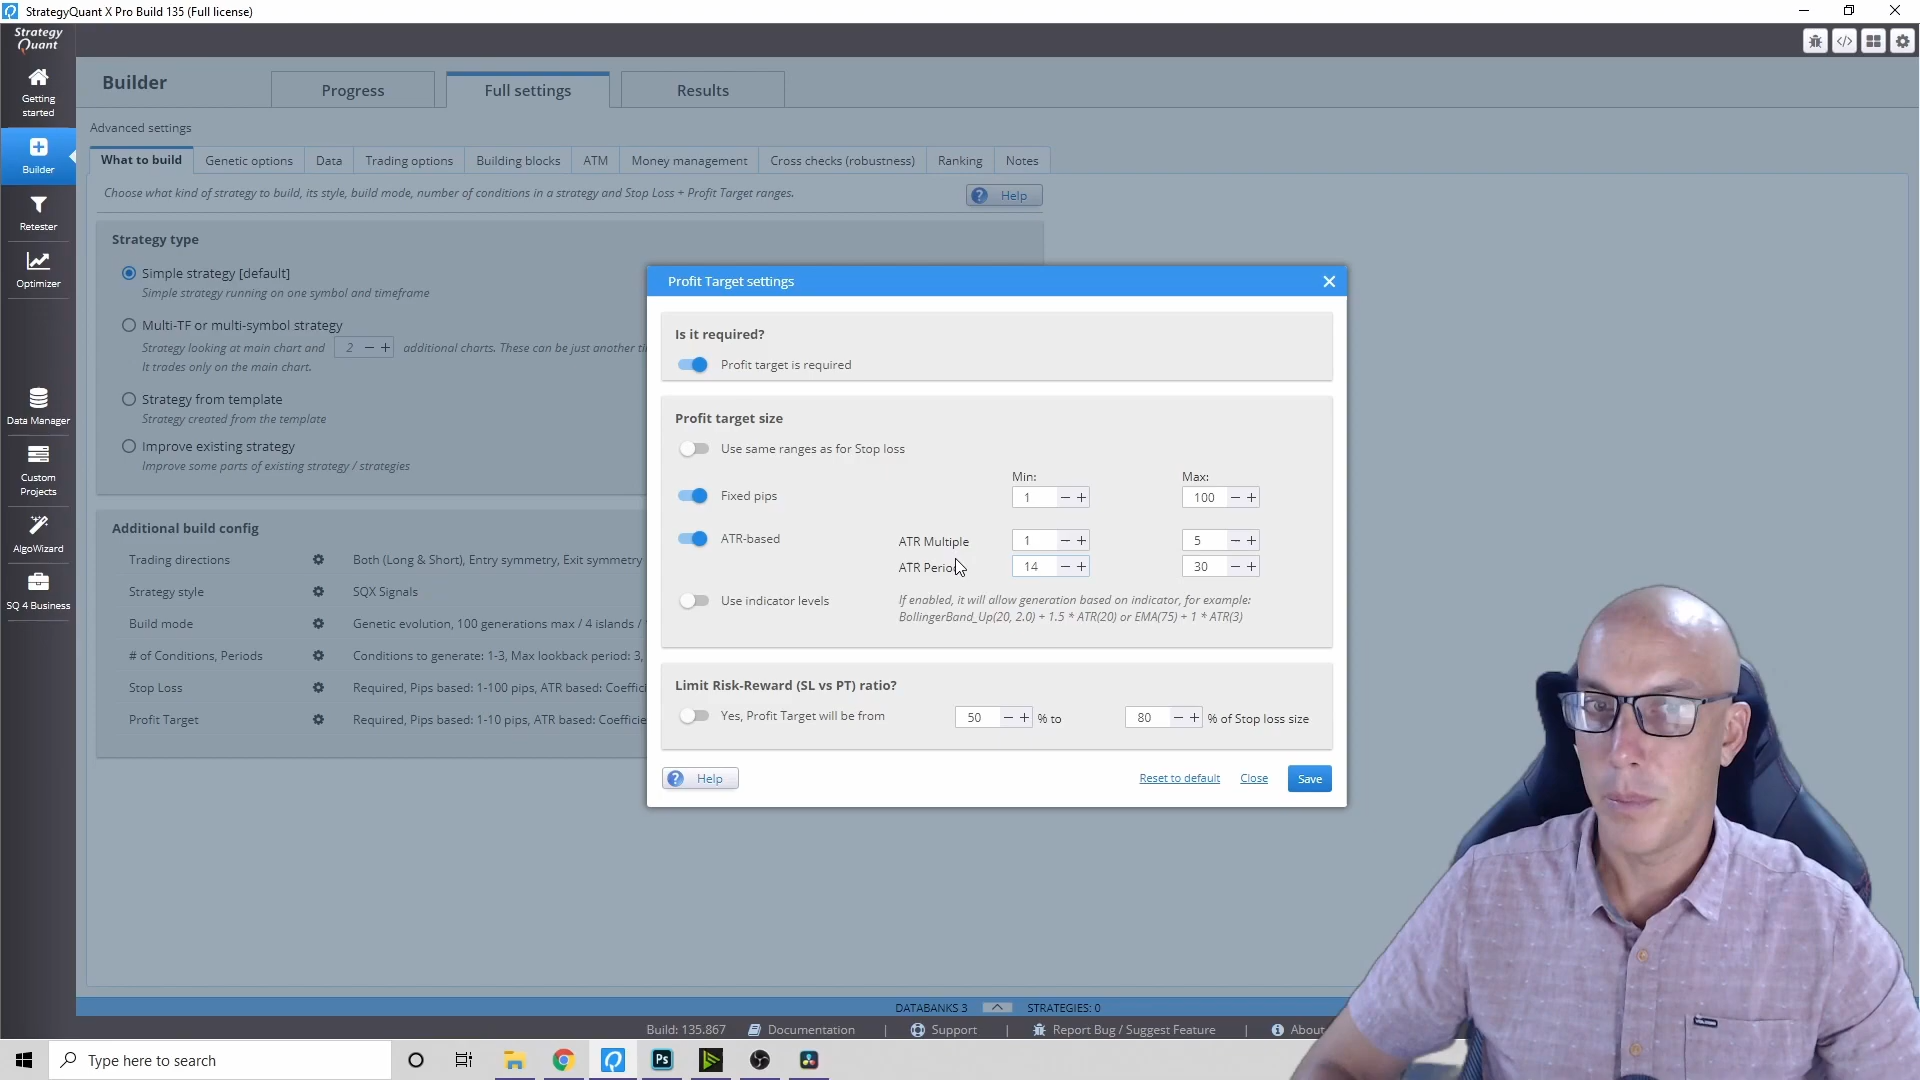 StrategyQuant X Pro Build 135 (Full license)
Strategy
Quant
Getting
started
Builder
Retester
Optimizer
Data Manager
Custom
Projects
AlgoWizard
SQ 4 Business
Builder
Progress
Full settings
Results
Advanced settings
What to build
Genetic options
Data
Trading options
Building blocks
ATM
Money management
Cross checks (robustness)
Ranking
Notes
Choose what kind of strategy to build, its style, build mode, number of conditions in a strategy and Stop Loss + Profit Target ranges.
Help
Strategy type
Simple strategy [default]
Simple strategy running on one symbol and timeframe
Multi-TF or multi-symbol strategy
Strategy looking at main chart and 2 additional charts. These can be just another
It trades only on the main chart.
Strategy from template
Strategy created from the template
Improve existing strategy
Improve some parts of existing strategy / strategies
Additional build config
Trading directions Both (Long & Short), Entry symmetry, Exit symmetry
Strategy style SQX Signals
Build mode Genetic evolution, 100 generations max / 4 islands /
# of Conditions, Periods Conditions to generate: 1-3, Max lookback period: 3,
Stop Loss Required, Pips based: 1-100 pips, ATR based:
Profit Target Required, Pips based: 1-10 pips, ATR based:
Profit Target settings
Is it required?
Profit target is required
Profit target size
Use same ranges as for Stop loss
Min: Max:
Fixed pips 1 100
ATR-based ATR Multiple 1 5
ATR 14 30
Use indicator levels
If enabled, it will allow generation based on indicator, for example:
BollingerBand_Up(20, 2.0) + 1.5 * ATR(20) or EMA(75) + 1 * ATR(3)
Limit Risk-Reward (SL vs PT) ratio?
Yes, Profit Target will be from 50 % to 80 % of Stop loss size
Help
Reset to default
Close
Save
DATABANKS 3
STRATEGIES: 0
Build: 135.867
Documentation
|
Support
|
Report Bug / Suggest Feature
|
About
Type here to search
Ps